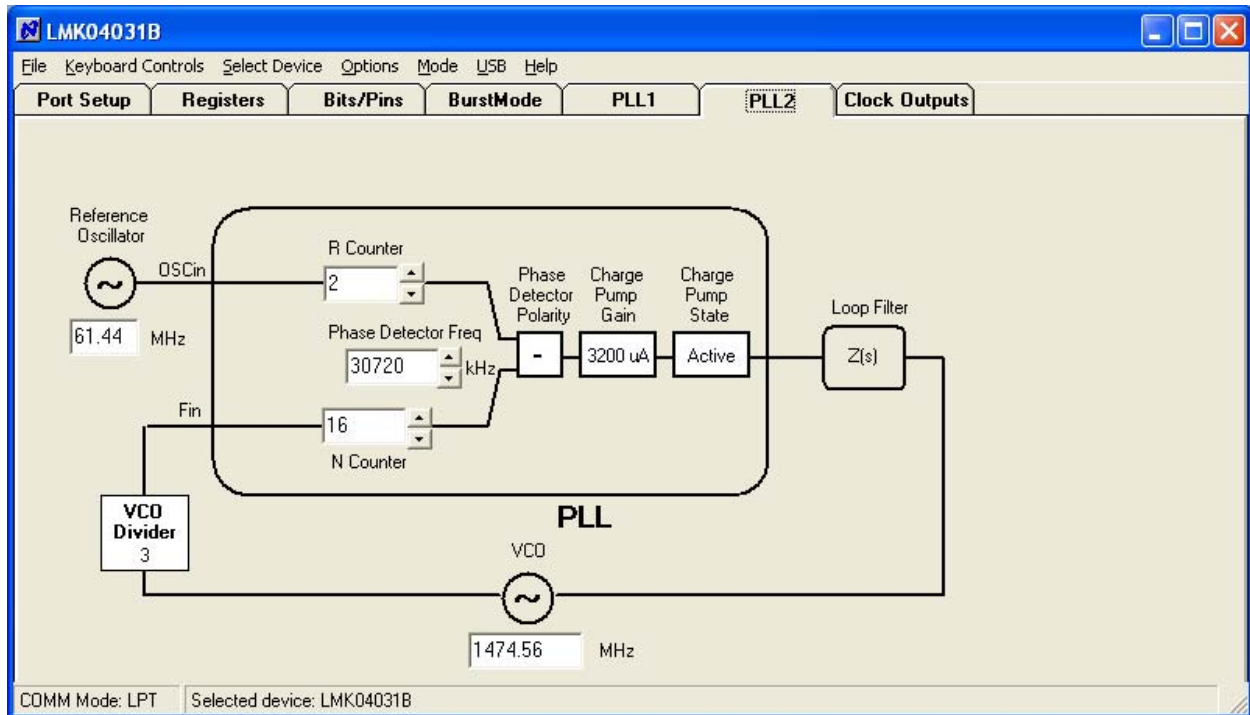 LMK04031B
File Keyboard Controls Select Device Options Mode USB Help
Port Setup Registers Bits/Pins BurstMode PLL1 PLL2 Clock Outputs
Reference
Oscillator
OSCin
61.44 MHz
R Counter
2
Phase Detector Freq
30720 kHz
Fin
16
N Counter
Phase
Detector
Polarity
-
Charge
Pump
Gain
3200 uA
Charge
Pump
State
Active
Loop Filter
Z(s)
PLL
VCO
Divider
3
VCO
1474.56 MHz
COMM Mode: LPT Selected device: LMK04031B